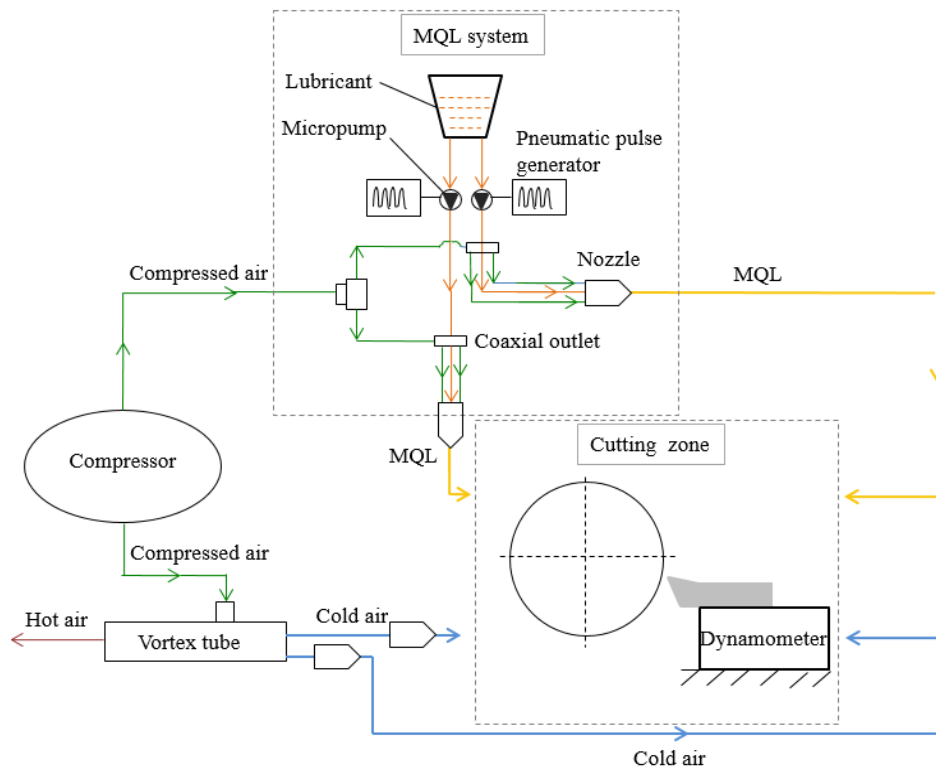 MQL system
Lubricant
Micropump
Pneumatic pulse
generator
Compressed air
Nozzle
MQL
Coaxial outlet
Compressor
MQL
Cutting zone
Compressed air
Hot air
Vortex tube
Cold air
Dynamometer
Cold air